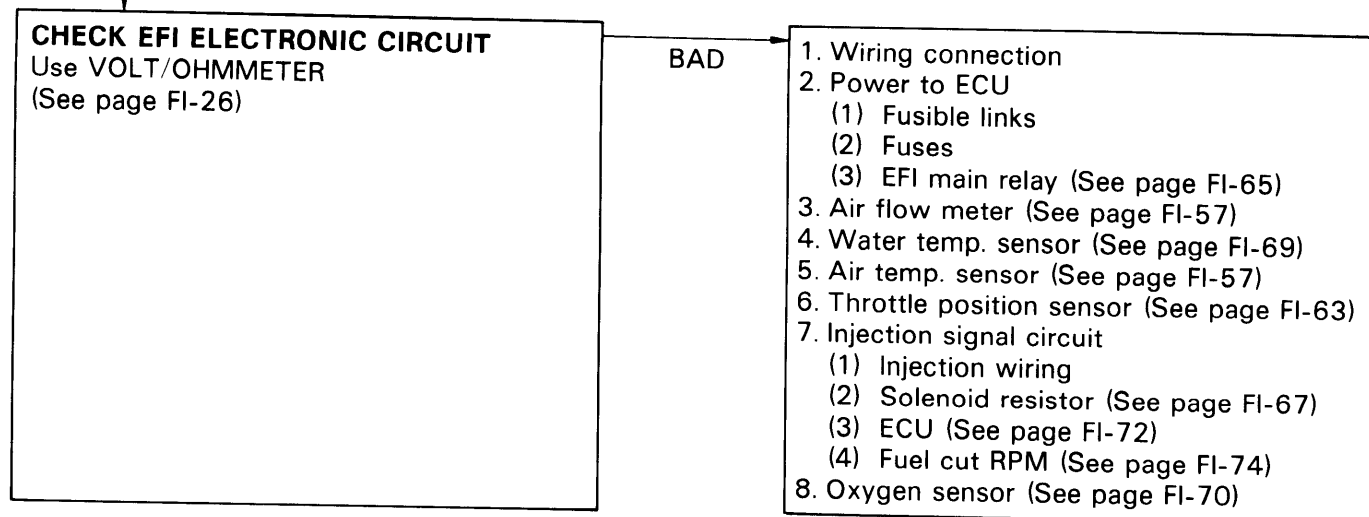 CHECK EFI ELECTRONIC CIRCUIT
Use VOLT/OHMMETER
(See page FI-26)
BAD
1. Wiring connection
2. Power to ECU
(1) Fusible links
(2) Fuses
(3) EFI main relay (See page FI-65)
3. Air flow meter (See page FI-57)
4. Water temp. sensor (See page FI-69)
5. Air temp. sensor (See page FI-57)
6. Throttle position sensor (See page FI-63)
7. Injection signal circuit
(1) Injection wiring
(2) Solenoid resistor (See page FI-67)
(3) ECU (See page FI-72)
(4) Fuel cut RPM (See page FI-74)
8. Oxygen sensor (See page FI-70)